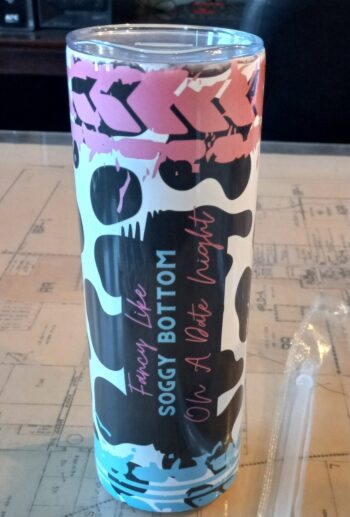 Fancy Like
SOGGY BOTTOM
On A Date Night